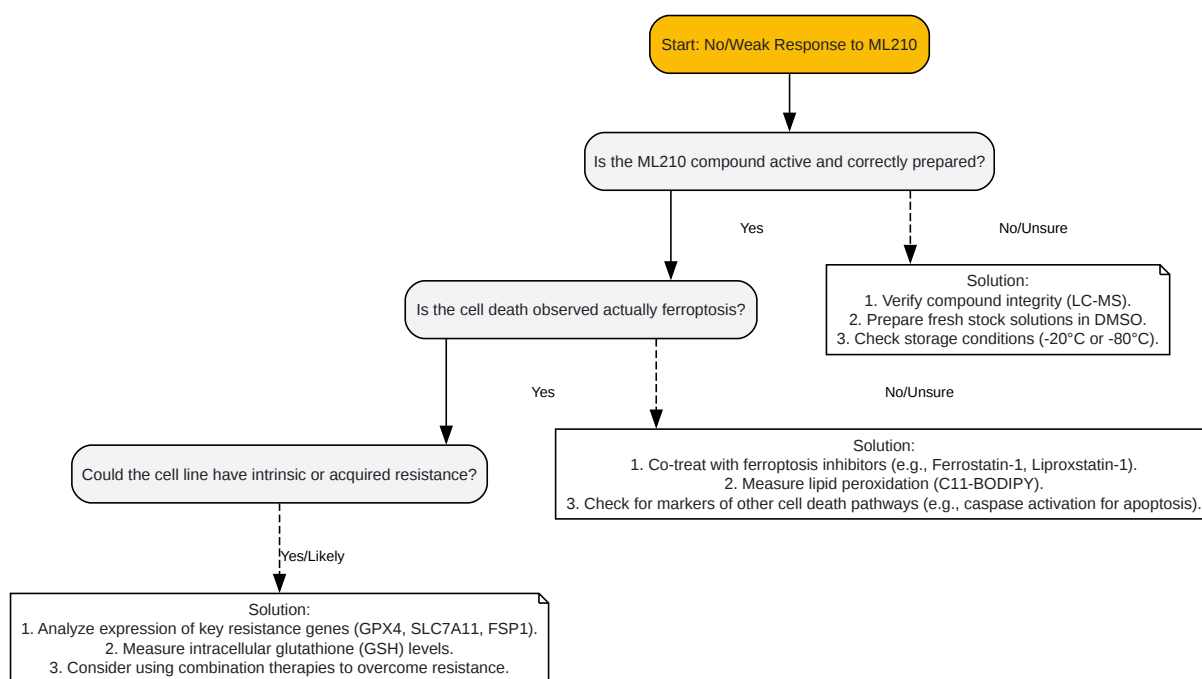 Start: No/Weak Response to ML210
Is the ML210 compound active and correctly prepared?
Yes
No/Unsure
Solution:
1. Verify compound integrity (LC-MS).
2. Prepare fresh stock solutions in DMSO.
3. Check storage conditions (-20°C or -80°C).
Is the cell death observed actually ferroptosis?
Yes
No/Unsure
Solution:
1. Co-treat with ferroptosis inhibitors (e.g., Ferrostatin-1, Liproxstatin-1).
2. Measure lipid peroxidation (C11-BODIPY).
3. Check for markers of other cell death pathways (e.g., caspase activation for apoptosis).
Could the cell line have intrinsic or acquired resistance?
Yes/Likely
Solution:
1. Analyze expression of key resistance genes (GPX4, SLC7A11, FSP1).
2. Measure intracellular glutathione (GSH) levels.
3. Consider using combination therapies to overcome resistance.